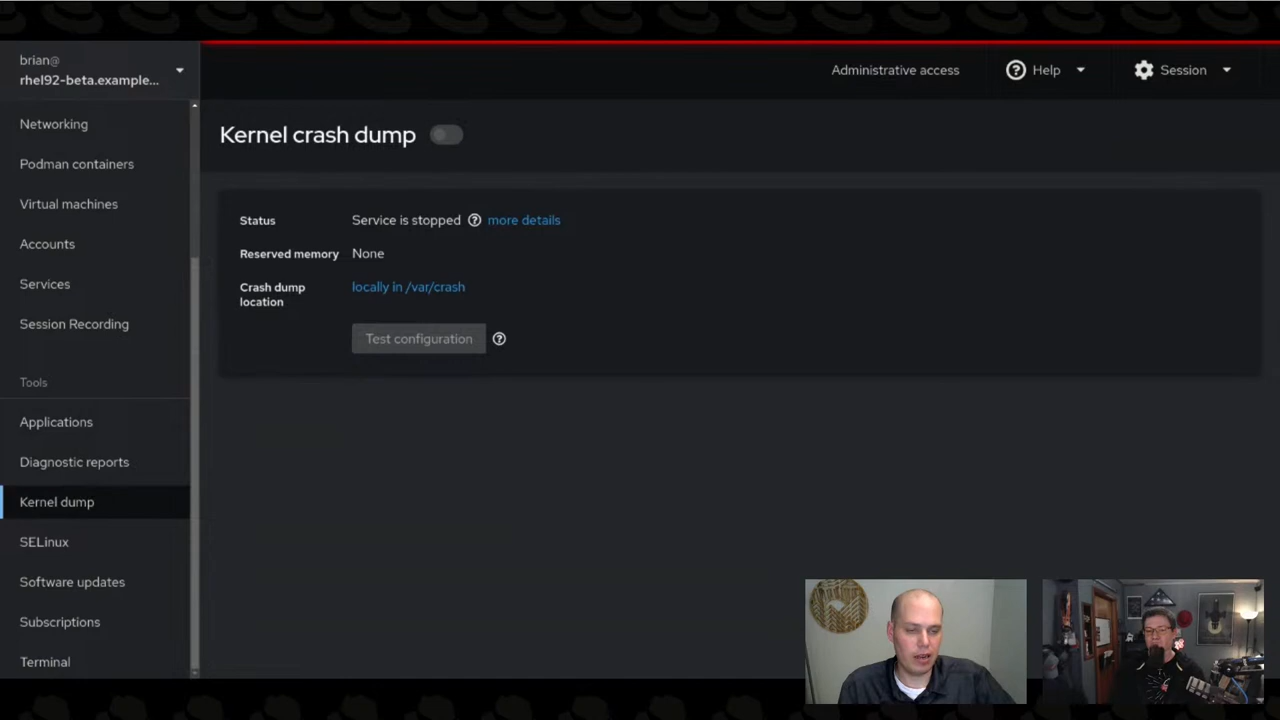 brian@
rhel92-beta.example...
Administrative access
Help
Session
Networking
Podman containers
Virtual machines
Accounts
Services
Session Recording
Tools
Applications
Diagnostic reports
Kernel dump
SELinux
Software updates
Subscriptions
Terminal
Kernel crash dump
Status
Service is stopped more details
Reserved memory
None
Crash dump
location
locally in /var/crash
Test configuration